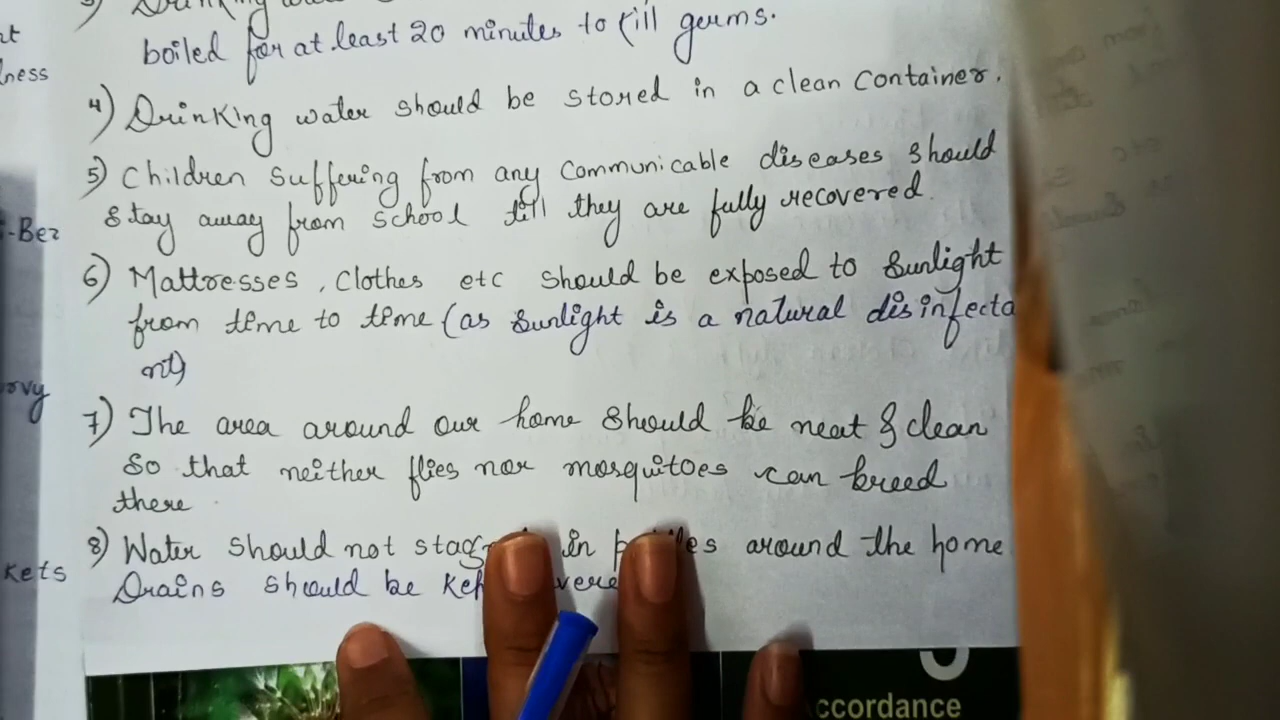 3) Drinking
boiled for at least 20 minutes to kill germs.
4) Drinking water should be stored in a clean container.
5) Children suffering from any communicable diseases should
stay away from school till they are fully recovered.
6) Mattresses, clothes etc should be exposed to sunlight
from time to time (as sunlight is a natural disinfecta
nt)
7) The area around our home should be neat & clean
so that neither flies nor mosquitoes can breed
there
8) Water should not stag in es around the home
Drains should be
lness
kets
ccordance